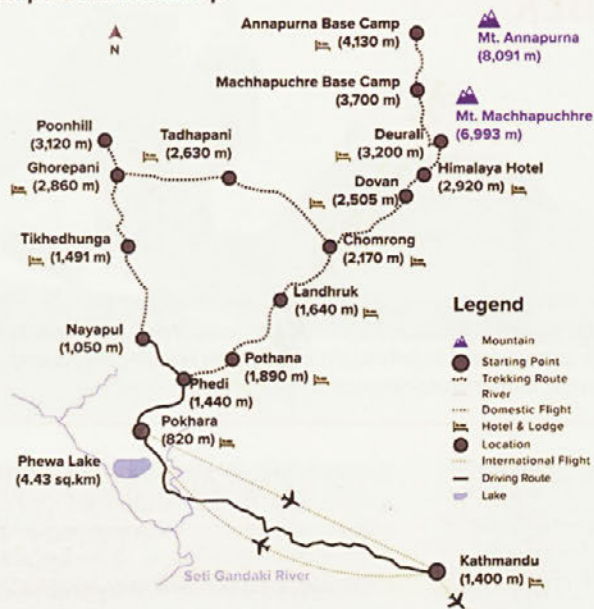 N
Annapurna Base Camp
(4,130 m)
Mt. Annapurna
(8,091 m)
Machhapuchre Base Camp
(3,700 m)
Mt. Machhapuchhre
(6,993 m)
Poonhill
(3,120 m)
Tadhapani
(2,630 m)
Deurali
(3,200 m)
Ghorepani
(2,860 m)
Himalaya Hotel
(2,920 m)
Dovan
(2,505 m)
Tikhedhunga
(1,491 m)
Chomrong
(2,170 m)
Landhruk
(1,640 m)
Nayapul
(1,050 m)
Pothana
(1,890 m)
Phedi
(1,440 m)
Pokhara
(820 m)
Phewa Lake
(4.43 sq.km)
Seti Gandaki River
Kathmandu
(1,400 m)
Legend
Mountain
Starting Point
Trekking Route
River
Domestic Flight
Hotel & Lodge
Location
International Flight
Driving Route
Lake